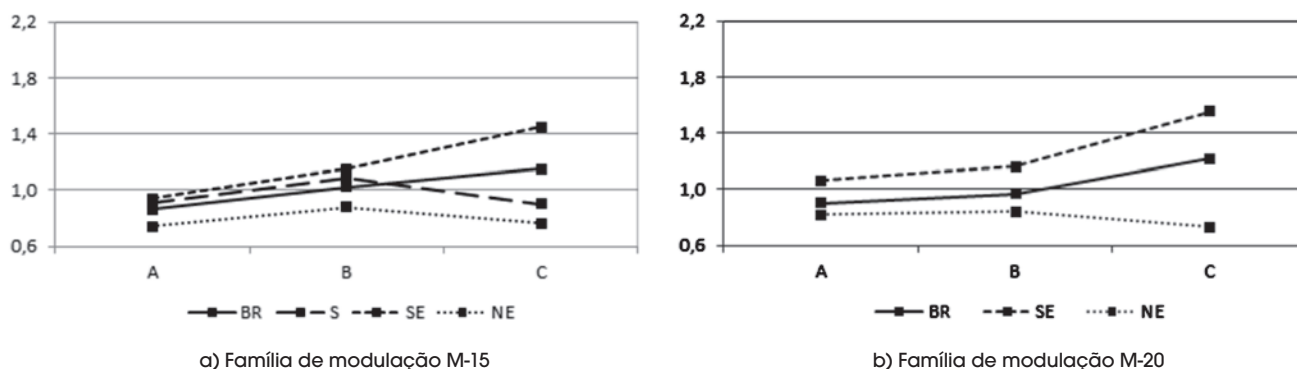 2,2
1,8
1,4
1,0
0,6
A B C
BR S SE NE
a) Família de modulação M-15
2,2
1,8
1,4
1,0
0,6
A B C
BR SE NE
b) Família de modulação M-20